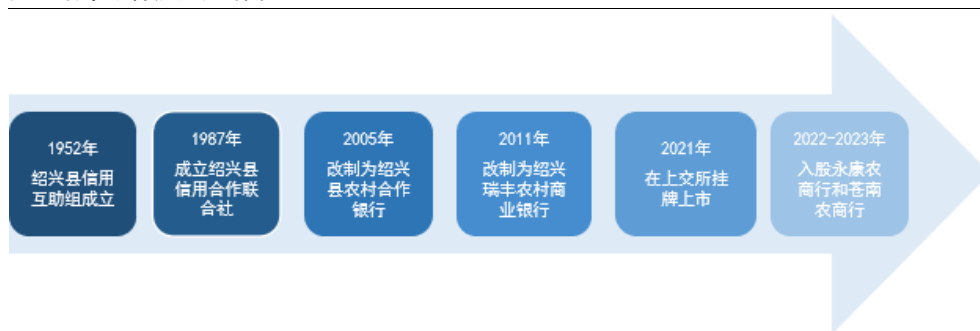 1952年
绍兴县信用
互助组成立
1987年
成立绍兴县
信用合作联
合社
2005年
改制为绍兴
县农村合作
银行
2011年
改制为绍兴
瑞丰农村商
业银行
2021年
在上交所挂
牌上市
2022-2023年
入股永康农
商行和苍南
农商行